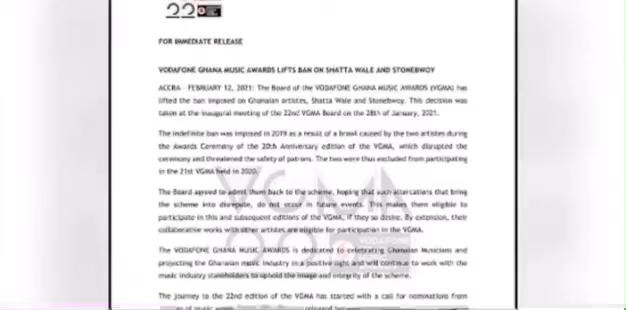 22
FOR IMMEDIATE RELEASE
VODAFONE GHANA MUSIC AWARDS LIFTS BAN ON SHATTA WALE AND STONEBWOY
ACCRA - FEBRUARY 12, 2021: The Board of the VODAFONE GHANA MUSIC AWARDS (VGMA) has
lifted the ban imposed on Ghanaian artistes, Shatta Wale and Stonebwoy. This decision was
taken at the inaugural meeting of the 22nd VGMA Board on the 28th of January, 2021.
The indefinite ban was imposed in 2019 as a result of a brawl caused by the two artistes during
the Awards Ceremony of the 20th Anniversary edition of the VGMA, which disrupted the
ceremony and threatened the safety of patrons. The two were thus excluded from participating
in the 21st VGMA held in 2020.
The Board agreed to admit them back to the scheme, hoping that such altercations that bring
the scheme into disrepute, do not occur in future events. This makes them eligible to
participate in this and subsequent editions of the VGMA, if they so desire. By extension, their
collaborative works with other artistes are eligible for participation in the VGMA.
The VODAFONE GHANA MUSIC AWARDS is dedicated to celebrating Ghanaian Musicians and
projecting the Ghanaian music industry in a positive light and will continue to work with the
music industry stakeholders to uphold the image and integrity of the scheme.
The journey to the 22nd edition of the VGMA has started with a call for nominations from
VGMA
22